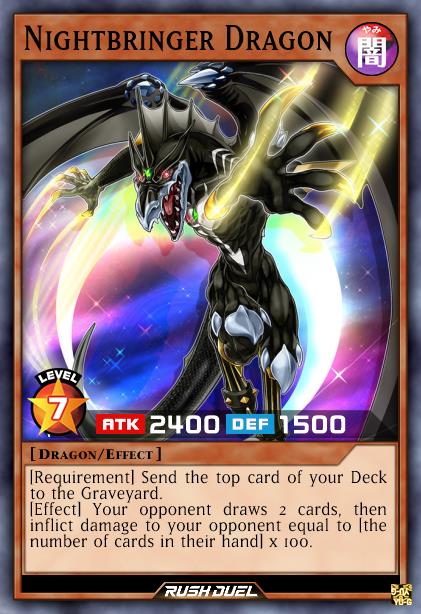 NIGHTBRINGER DRAGON
やみ
闇
LEVEL
7
ATK 2400 DEF 1500
[DRAGON/EFFECT]
[Requirement] Send the top card of your Deck
to the Graveyard.
[Effect] Your opponent draws 2 cards, then
inflict damage to your opponent equal to [the
number of cards in their hand] x 100.
RUSH DUEL